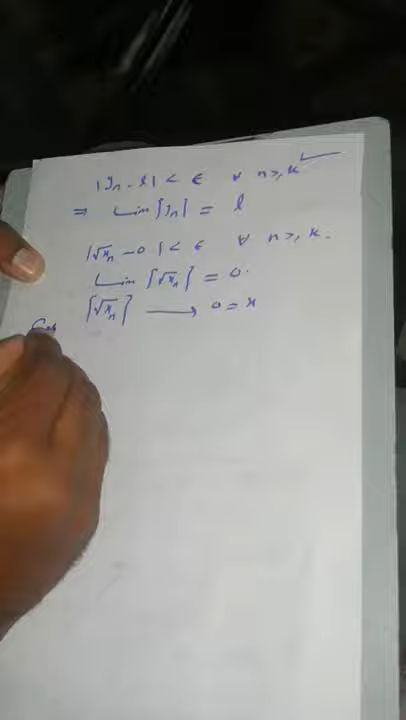 |yn - l| < ε ∀ n ≥ k ✓
⇒ Lim {yn} = l
|√xn - 0| < ε ∀ n ≥ k.
Lim {√xn} = 0.
{√xn} ⟶ 0 = x